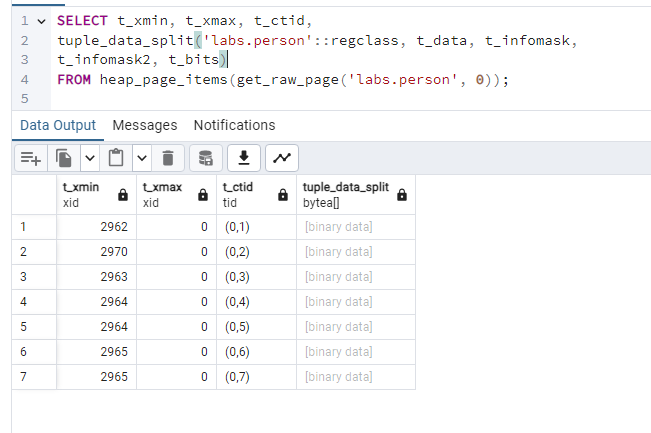 1 SELECT t_xmin, t_xmax, t_ctid,
2 tuple_data_split('labs.person'::regclass, t_data, t_infomask,
3 t_infomask2, t_bits)
4 FROM heap_page_items(get_raw_page('labs.person', 0));
5
Data Output Messages Notifications
t_xmin t_xmax t_ctid tuple_data_split
xid xid tid bytea[]
1 2962 0 (0,1) [binary data]
2 2970 0 (0,2) [binary data]
3 2963 0 (0,3) [binary data]
4 2964 0 (0,4) [binary data]
5 2964 0 (0,5) [binary data]
6 2965 0 (0,6) [binary data]
7 2965 0 (0,7) [binary data]